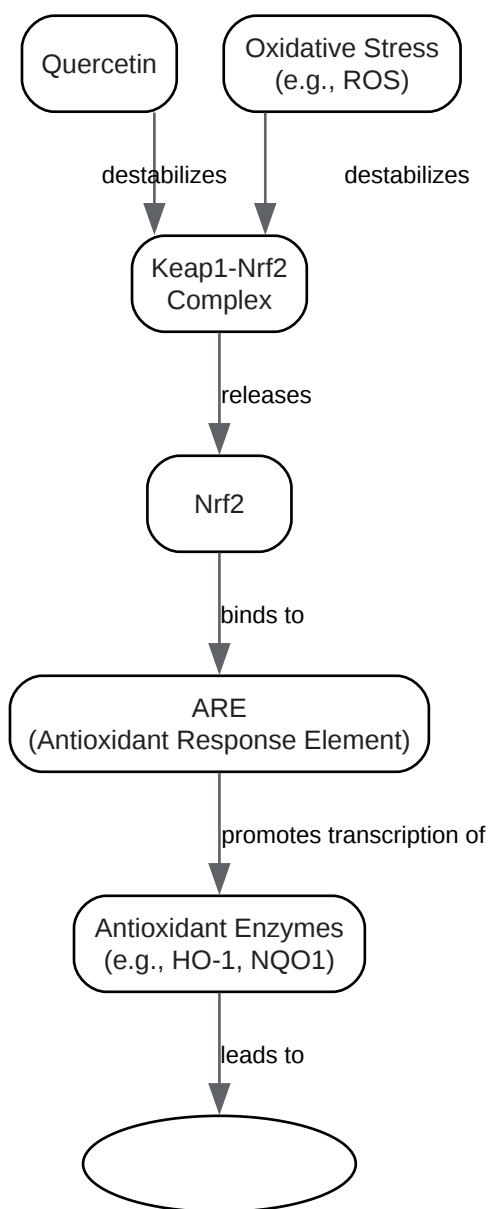 Quercetin
Oxidative Stress
(e.g., ROS)
destabilizes
destabilizes
Keap1-Nrf2
Complex
releases
Nrf2
binds to
ARE
(Antioxidant Response Element)
promotes transcription of
Antioxidant Enzymes
(e.g., HO-1, NQO1)
leads to